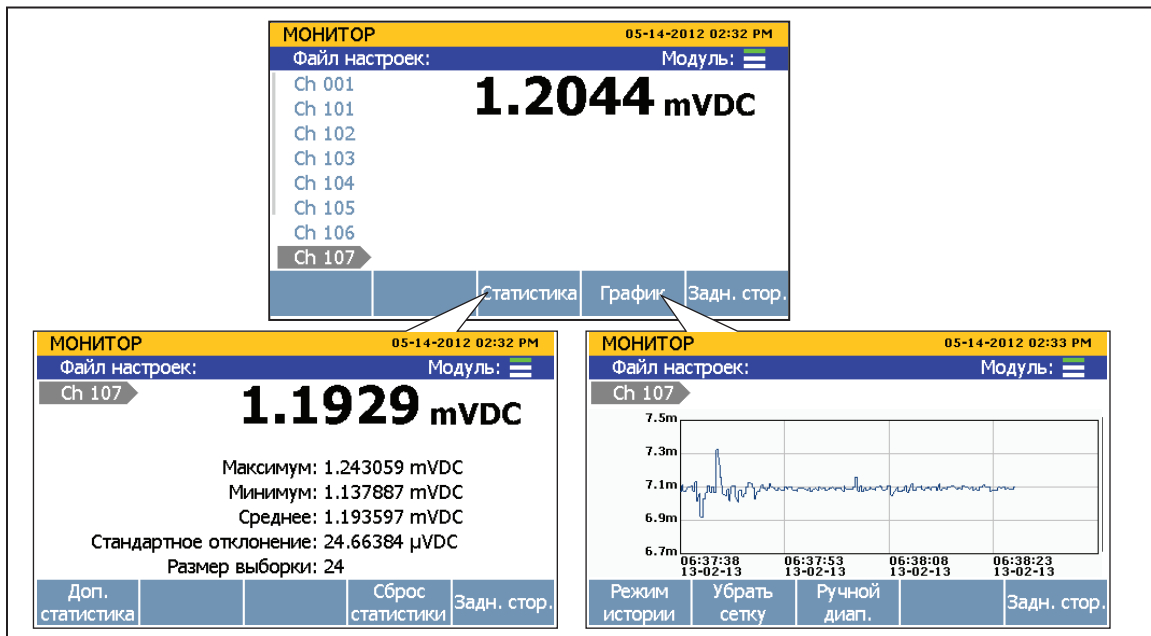 МОНИТОР 05-14-2012 02:32 PM
Файл настроек: Модуль:
Ch 001
1.2044 mVDC
Ch 101
Ch 102
Ch 103
Ch 104
Ch 105
Ch 106
Ch 107
Статистика График Задн. стор.
МОНИТОР 05-14-2012 02:32 PM
Файл настроек: Модуль:
Ch 107
1.1929 mVDC
Максимум: 1.243059 mVDC
Минимум: 1.137887 mVDC
Среднее: 1.193597 mVDC
Стандартное отклонение: 24.66384 µVDC
Размер выборки: 24
Доп. статистика
Сброс статистики
Задн. стор.
МОНИТОР 05-14-2012 02:33 PM
Файл настроек: Модуль:
Ch 107
7.5m
7.3m
7.1m
6.9m
6.7m
06:37:38 06:37:53 06:38:08 06:38:23
13-02-13 13-02-13 13-02-13 13-02-13
Режим истории
Убрать сетку
Ручной диап.
Задн. стор.